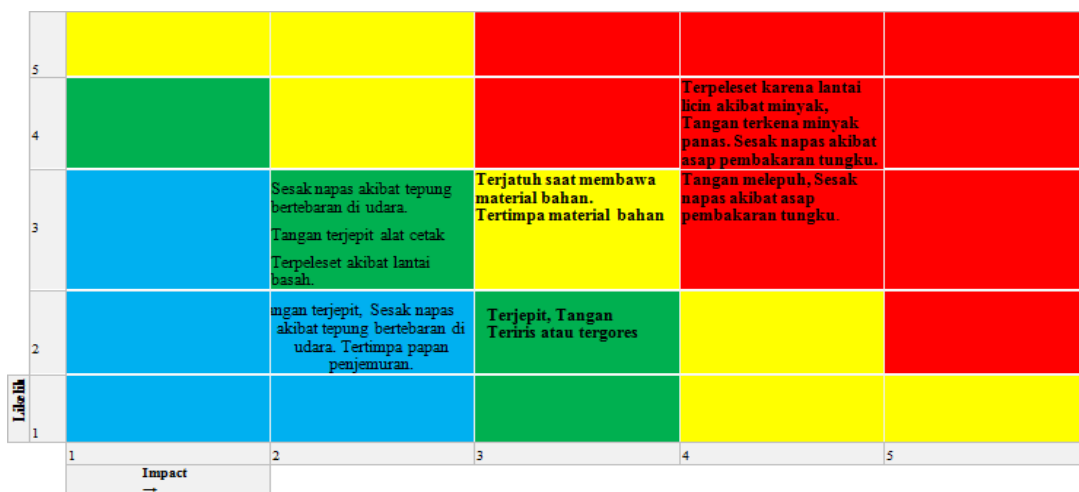 5
4
Terpeleset karena lantai
licin akibat minyak,
Tangan terkena minyak
panas. Sesak napas akibat
asap pembakaran tungku.
3
Sesak napas akibat tepung
bertebaran di udara.
Tangan terjepit alat cetak
Terpeleset akibat lantai
basah.
Terjatuh saat membawa
material bahan.
Tertimpa material bahan
Tangan melepuh, Sesak
napas akibat asap
pembakaran tungku.
2
ngan terjepit, Sesak napas
akibat tepung bertebaran di
udara. Tertimpa papan
penjemuran.
Terjepit, Tangan
Teriris atau tergores
Likelih
1
1 2 3 4 5
Impact
→